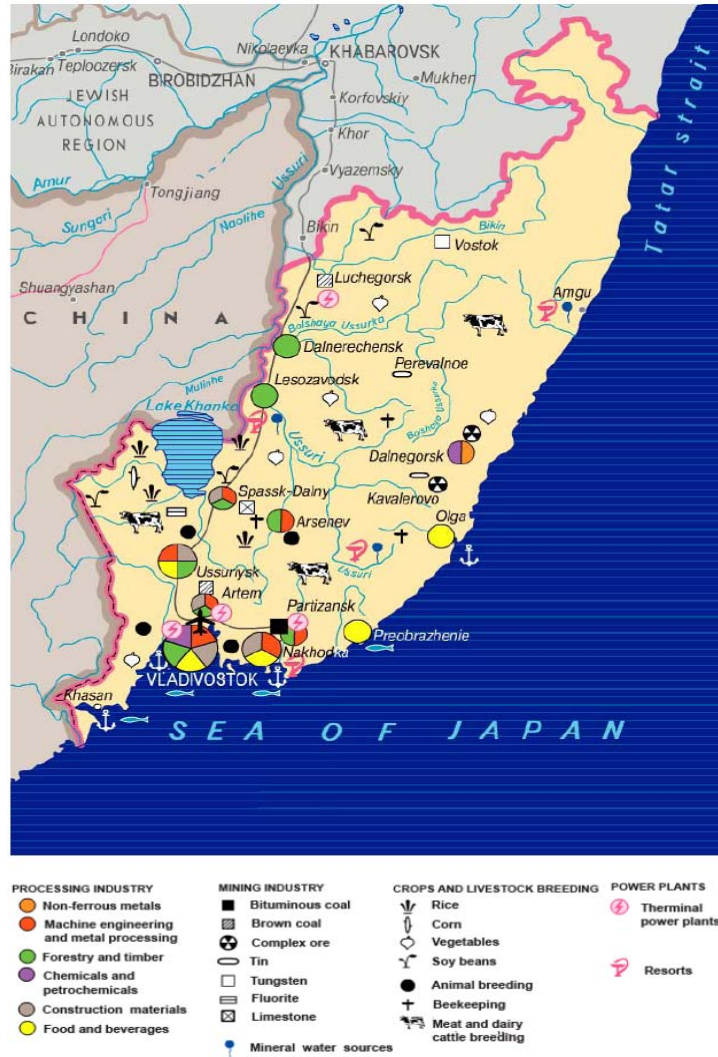 Londoko
Nikolaevka
KHABAROVSK
Birakan
Teploozersk
BIROBIDZHAN
Mukhen
JEWISH
AUTONOMOUS
REGION
Korfovskiy
Khor
Tatar strait
Amur
Ussuri
Vyazemsky
Tongjiang
Sungari
Naolihe
Bikin
Bikin
Vostok
Shuangyashan
Luchegorsk
Amgu
CHINA
Bolshaya Ussurka
Dalnerechensk
Perevalnoe
Mulinhe
Lesozavodsk
Bolshaya Ussurka
Lake Khanka
Ussuri
Dalnegorsk
Spassk-Dalny
Kavalerovo
Arsenev
Olga
Ussuriysk
Ussuri
Artem
Partizansk
Preobrazhenie
Nakhodka
VLADIVOSTOK
Khasan
SEA OF JAPAN
PROCESSING INDUSTRY
Non-ferrous metals
Machine engineering
and metal processing
Forestry and timber
Chemicals and
petrochemicals
Construction materials
Food and beverages
MINING INDUSTRY
Bituminous coal
Brown coal
Complex ore
Tin
Tungsten
Fluorite
Limestone
Mineral water sources
CROPS AND LIVESTOCK BREEDING
Rice
Corn
Vegetables
Soy beans
Animal breeding
Beekeeping
Meat and dairy
cattle breeding
POWER PLANTS
Therminal
power plants
Resorts